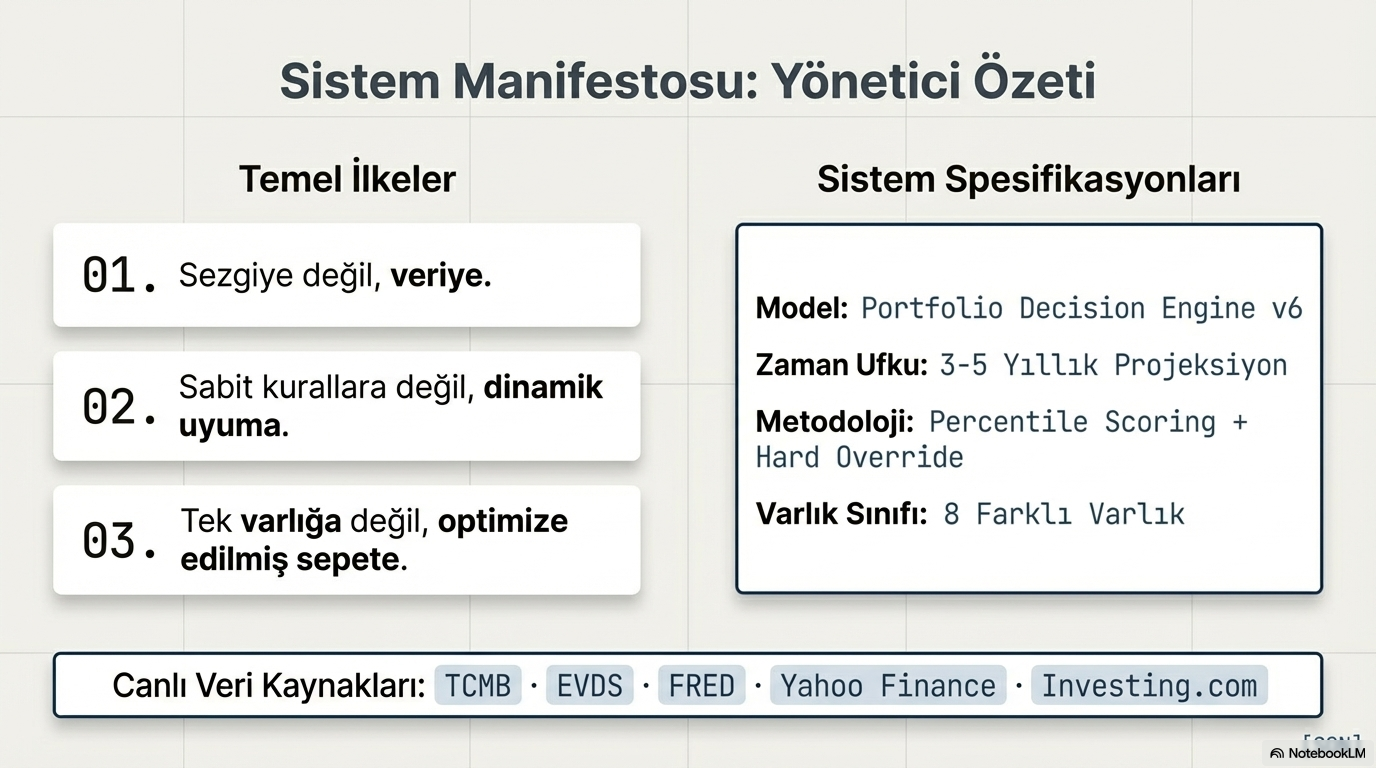 Sistem Manifestosu: Yönetici Özeti
Temel İlkeler
01. Sezgiye değil, veriye.
02. Sabit kurallara değil, dinamik
uyuma.
03. Tek varlığa değil, optimize
edilmiş sepete.
Sistem Spesifikasyonları
Model: Portfolio Decision Engine v6
Zaman Ufku: 3-5 Yıllık Projeksiyon
Metodoloji: Percentile Scoring +
Hard Override
Varlık Sınıfı: 8 Farklı Varlık
Canlı Veri Kaynakları: TCMB · EVDS · FRED · Yahoo Finance · Investing.com
NotebookLM